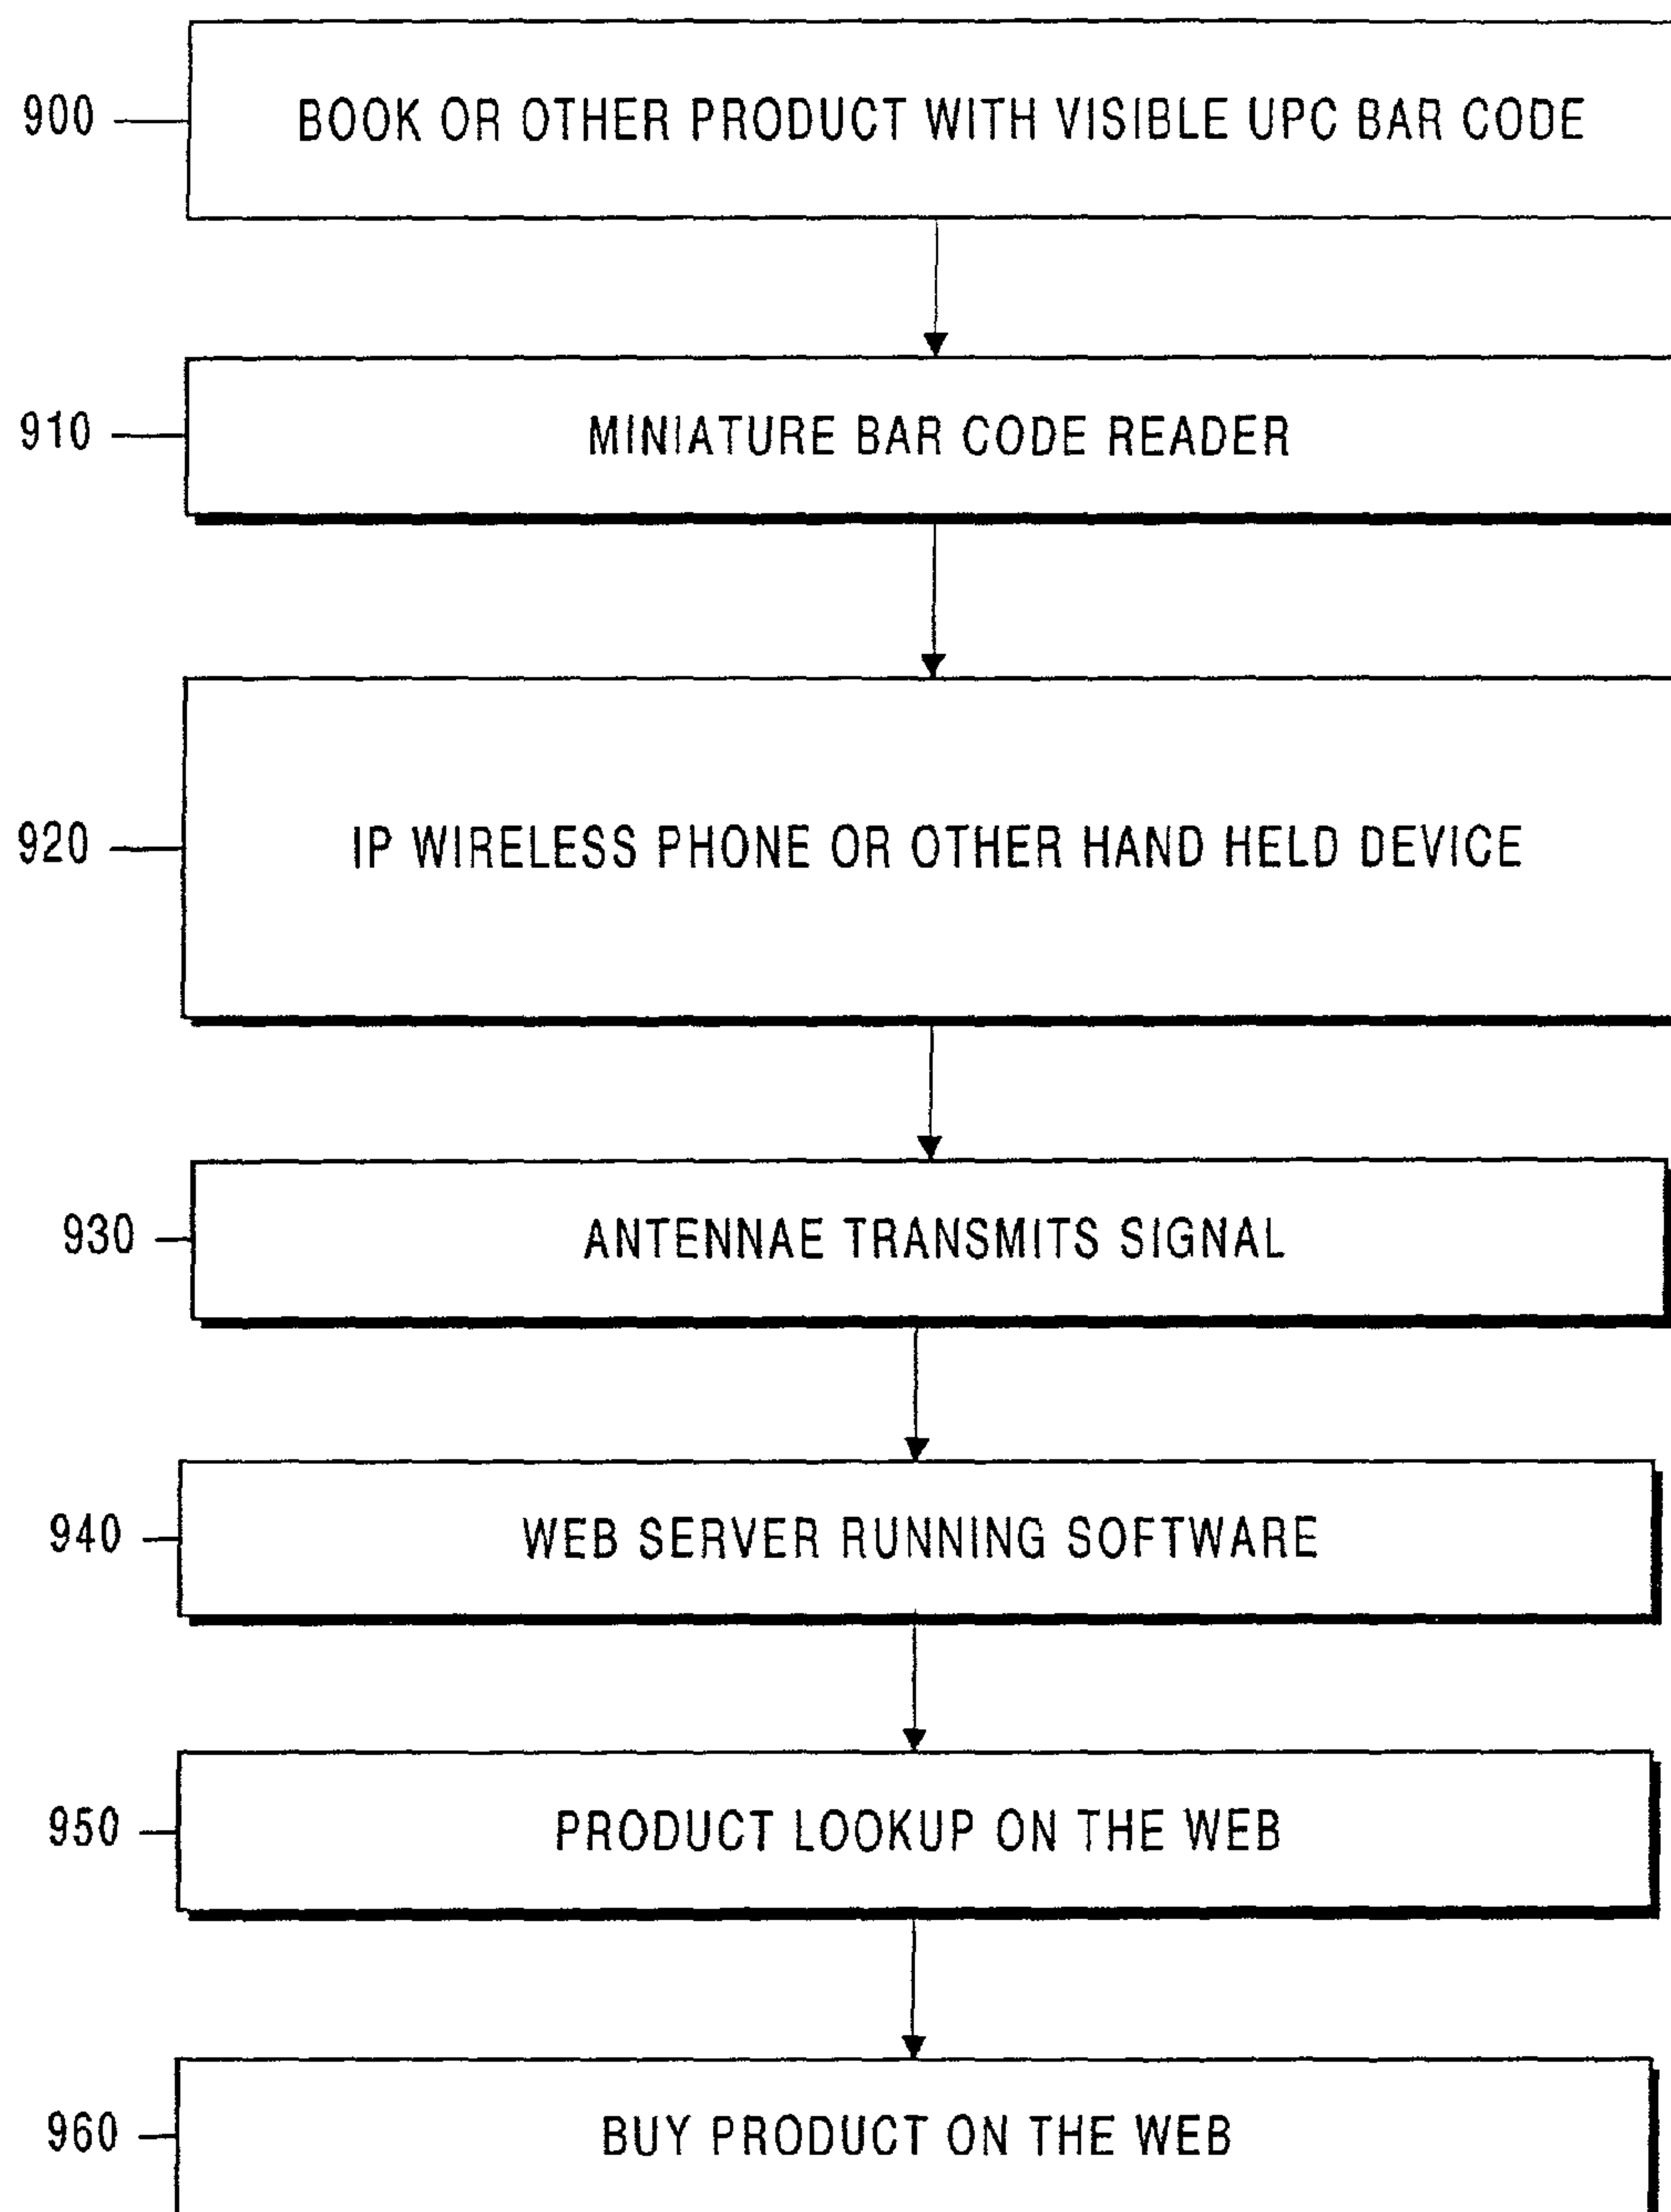 900 BOOK OR OTHER PRODUCT WITH VISIBLE UPC BAR CODE
910 MINIATURE BAR CODE READER
920 IP WIRELESS PHONE OR OTHER HAND HELD DEVICE
930 ANTENNAE TRANSMITS SIGNAL
940 WEB SERVER RUNNING SOFTWARE
950 PRODUCT LOOKUP ON THE WEB
960 BUY PRODUCT ON THE WEB